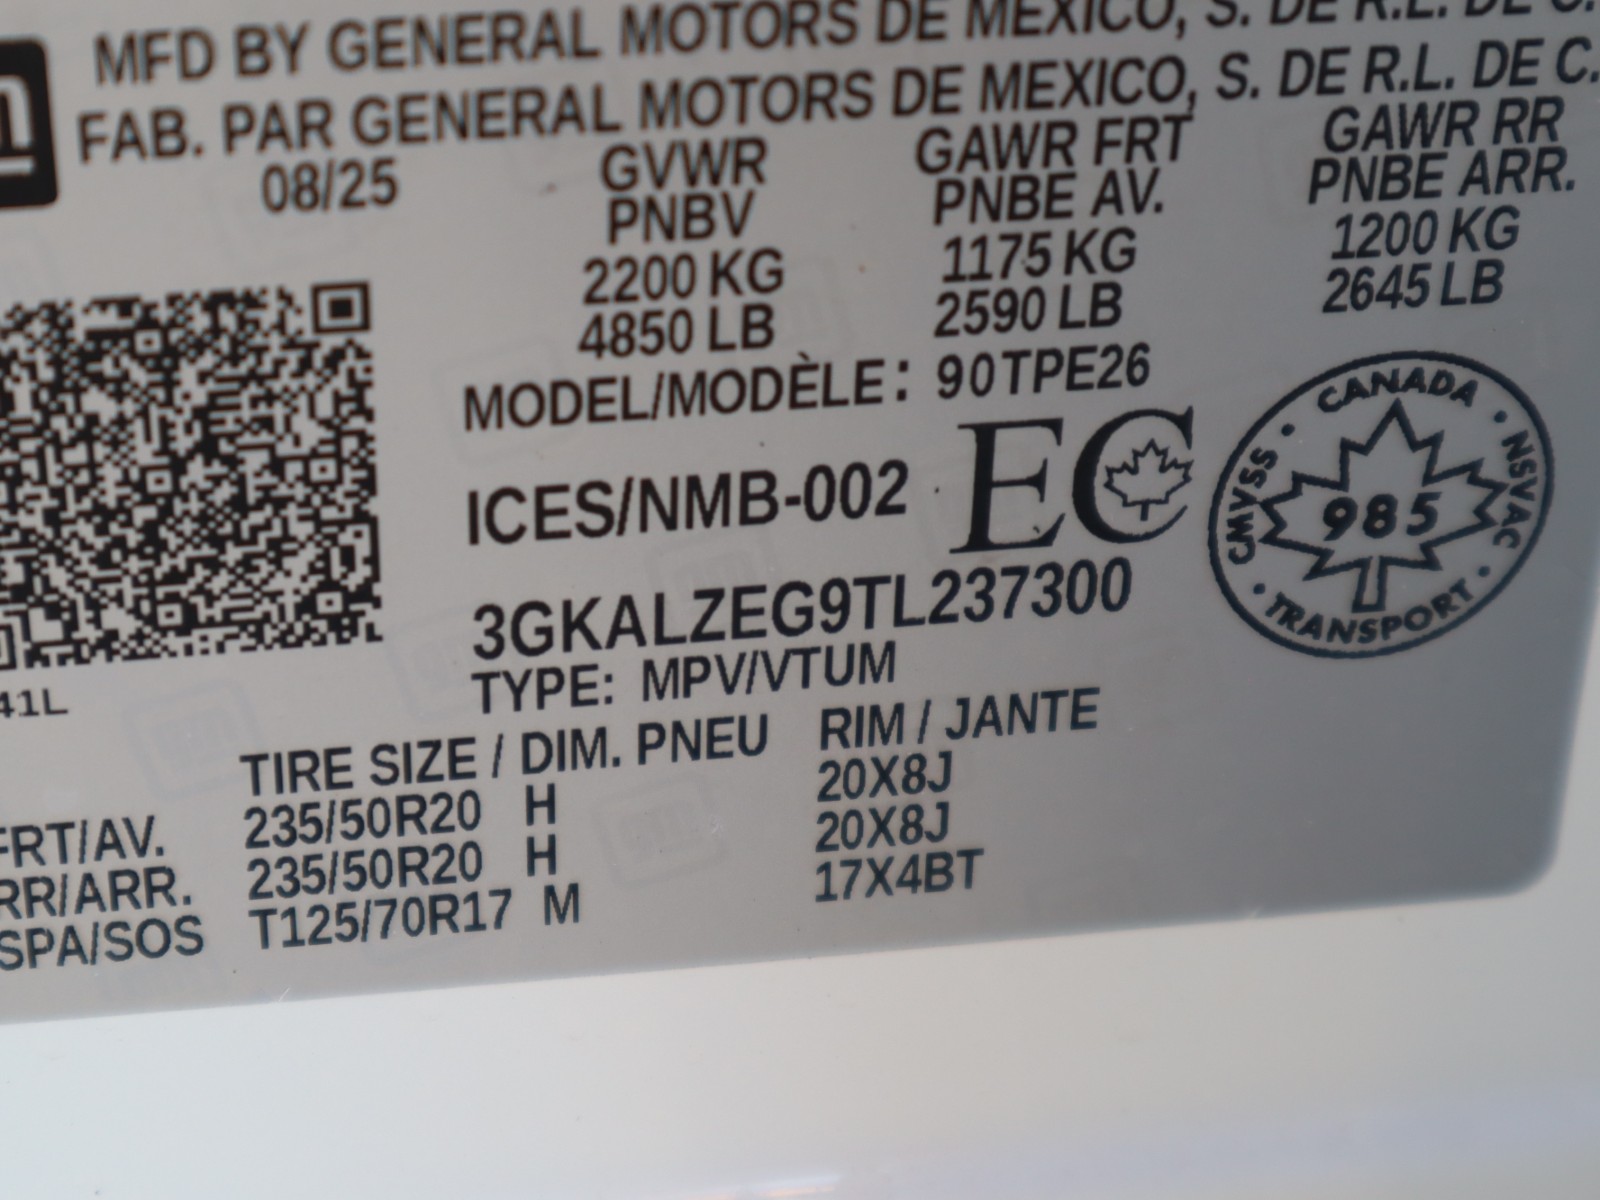 MFD BY GENERAL MOTORS DE MEXICO, S. DE R.L. DE C.
FAB. PAR GENERAL MOTORS DE MEXICO, S. DE R.L. DE C.
08/25
GVWR
PNBV
2200 KG
4850 LB
GAWR FRT
PNBE AV.
1175 KG
2590 LB
GAWR RR
PNBE ARR.
1200 KG
2645 LB
MODEL/MODÈLE: 90TPE26
ICES/NMB-002 EC
CANADA
CMVSS 985 NSVAC
TRANSPORT
3GKALZEG9TL237300
TYPE: MPV/VTUM
41L
TIRE SIZE / DIM. PNEU RIM / JANTE
FRT/AV. 235/50R20 H 20X8J
RR/ARR. 235/50R20 H 20X8J
SPA/SOS T125/70R17 M 17X4BT